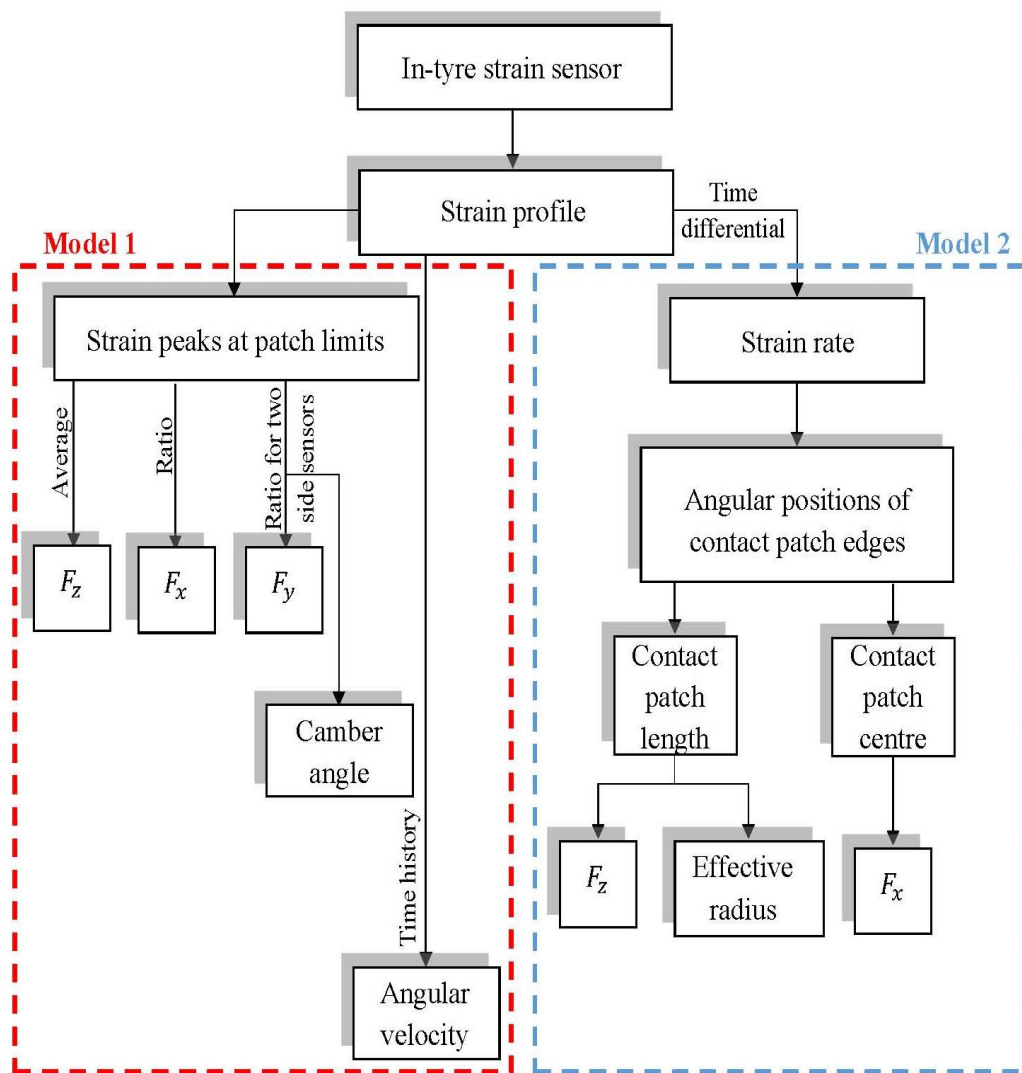 In-tyre strain sensor
Strain profile
Time
differential
Model 1
Model 2
Strain peaks at patch limits
Strain rate
Average
Ratio
Ratio for two
side sensors
Angular positions of
contact patch edges
F_z
F_x
F_y
Contact
patch
length
Contact
patch
centre
Camber
angle
Time history
F_z
Effective
radius
F_x
Angular
velocity